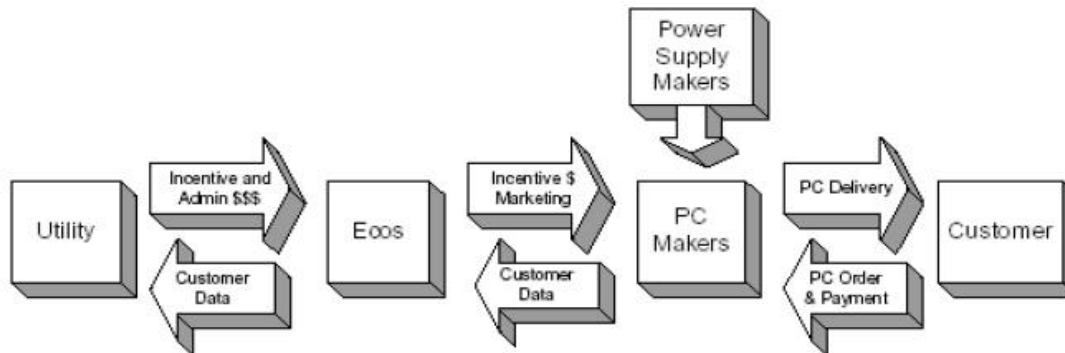 Power
Supply
Makers
Incentive and
Admin $$$
Incentive $
Marketing
PC Delivery
Utility
Ecos
PC
Makers
Customer
Customer
Data
Customer
Data
PC Order
& Payment